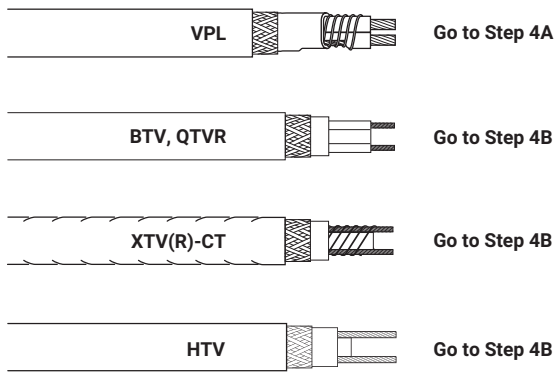 VPL Go to Step 4A
BTV, QTVR Go to Step 4B
XTV(R)-CT Go to Step 4B
HTV Go to Step 4B